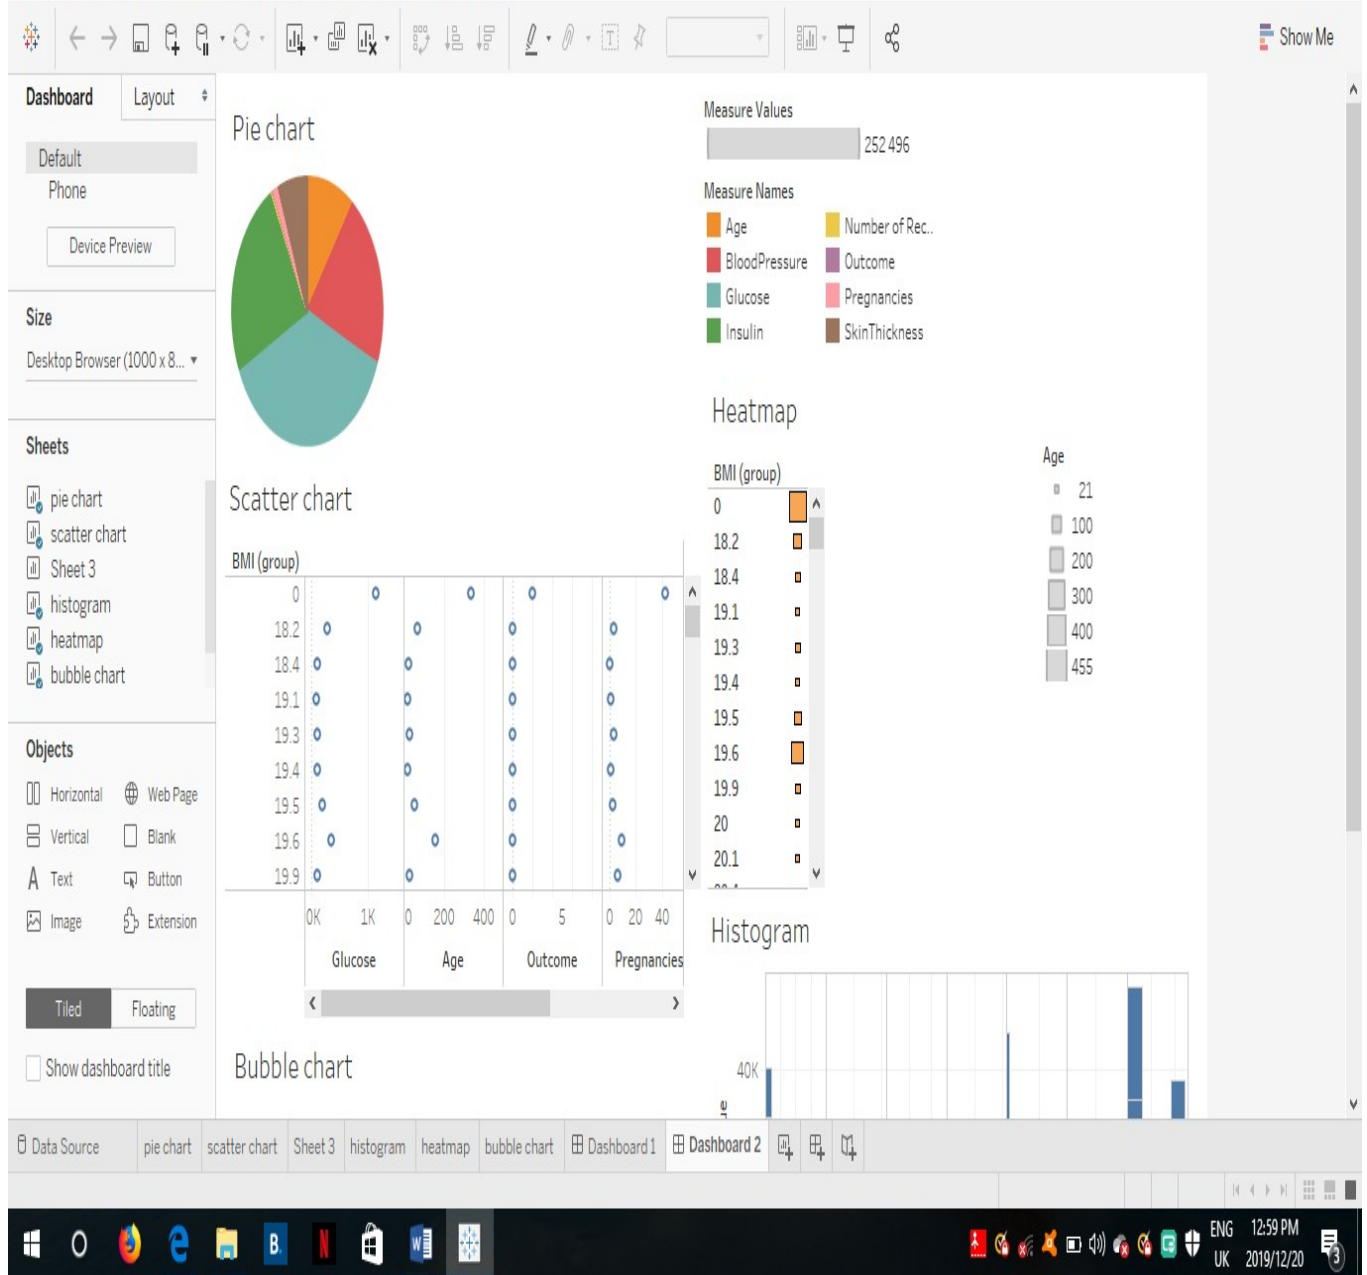 Show Me
Dashboard
Layout
Default
Phone
Device Preview
Size
Desktop Browser (1000 x 8...
Sheets
pie chart
scatter chart
Sheet 3
histogram
heatmap
bubble chart
Objects
Horizontal
Web Page
Vertical
Blank
Text
Button
Image
Extension
Tiled
Floating
Show dashboard title
Pie chart
Measure Values
252 496
Measure Names
Age
Number of Rec..
BloodPressure
Outcome
Glucose
Pregnancies
Insulin
SkinThickness
Scatter chart
BMI (group)
0
18.2
18.4
19.1
19.3
19.4
19.5
19.6
19.9
0K 1K 0 200 400 0 5 0 20 40
Glucose Age Outcome Pregnancies
Heatmap
BMI (group)
0
18.2
18.4
19.1
19.3
19.4
19.5
19.6
19.9
20
20.1
Age
21
100
200
300
400
455
Histogram
40K
Bubble chart
Data Source pie chart scatter chart Sheet 3 histogram heatmap bubble chart Dashboard 1 Dashboard 2
B.
N
ENG 12:59 PM
UK 2019/12/20
3